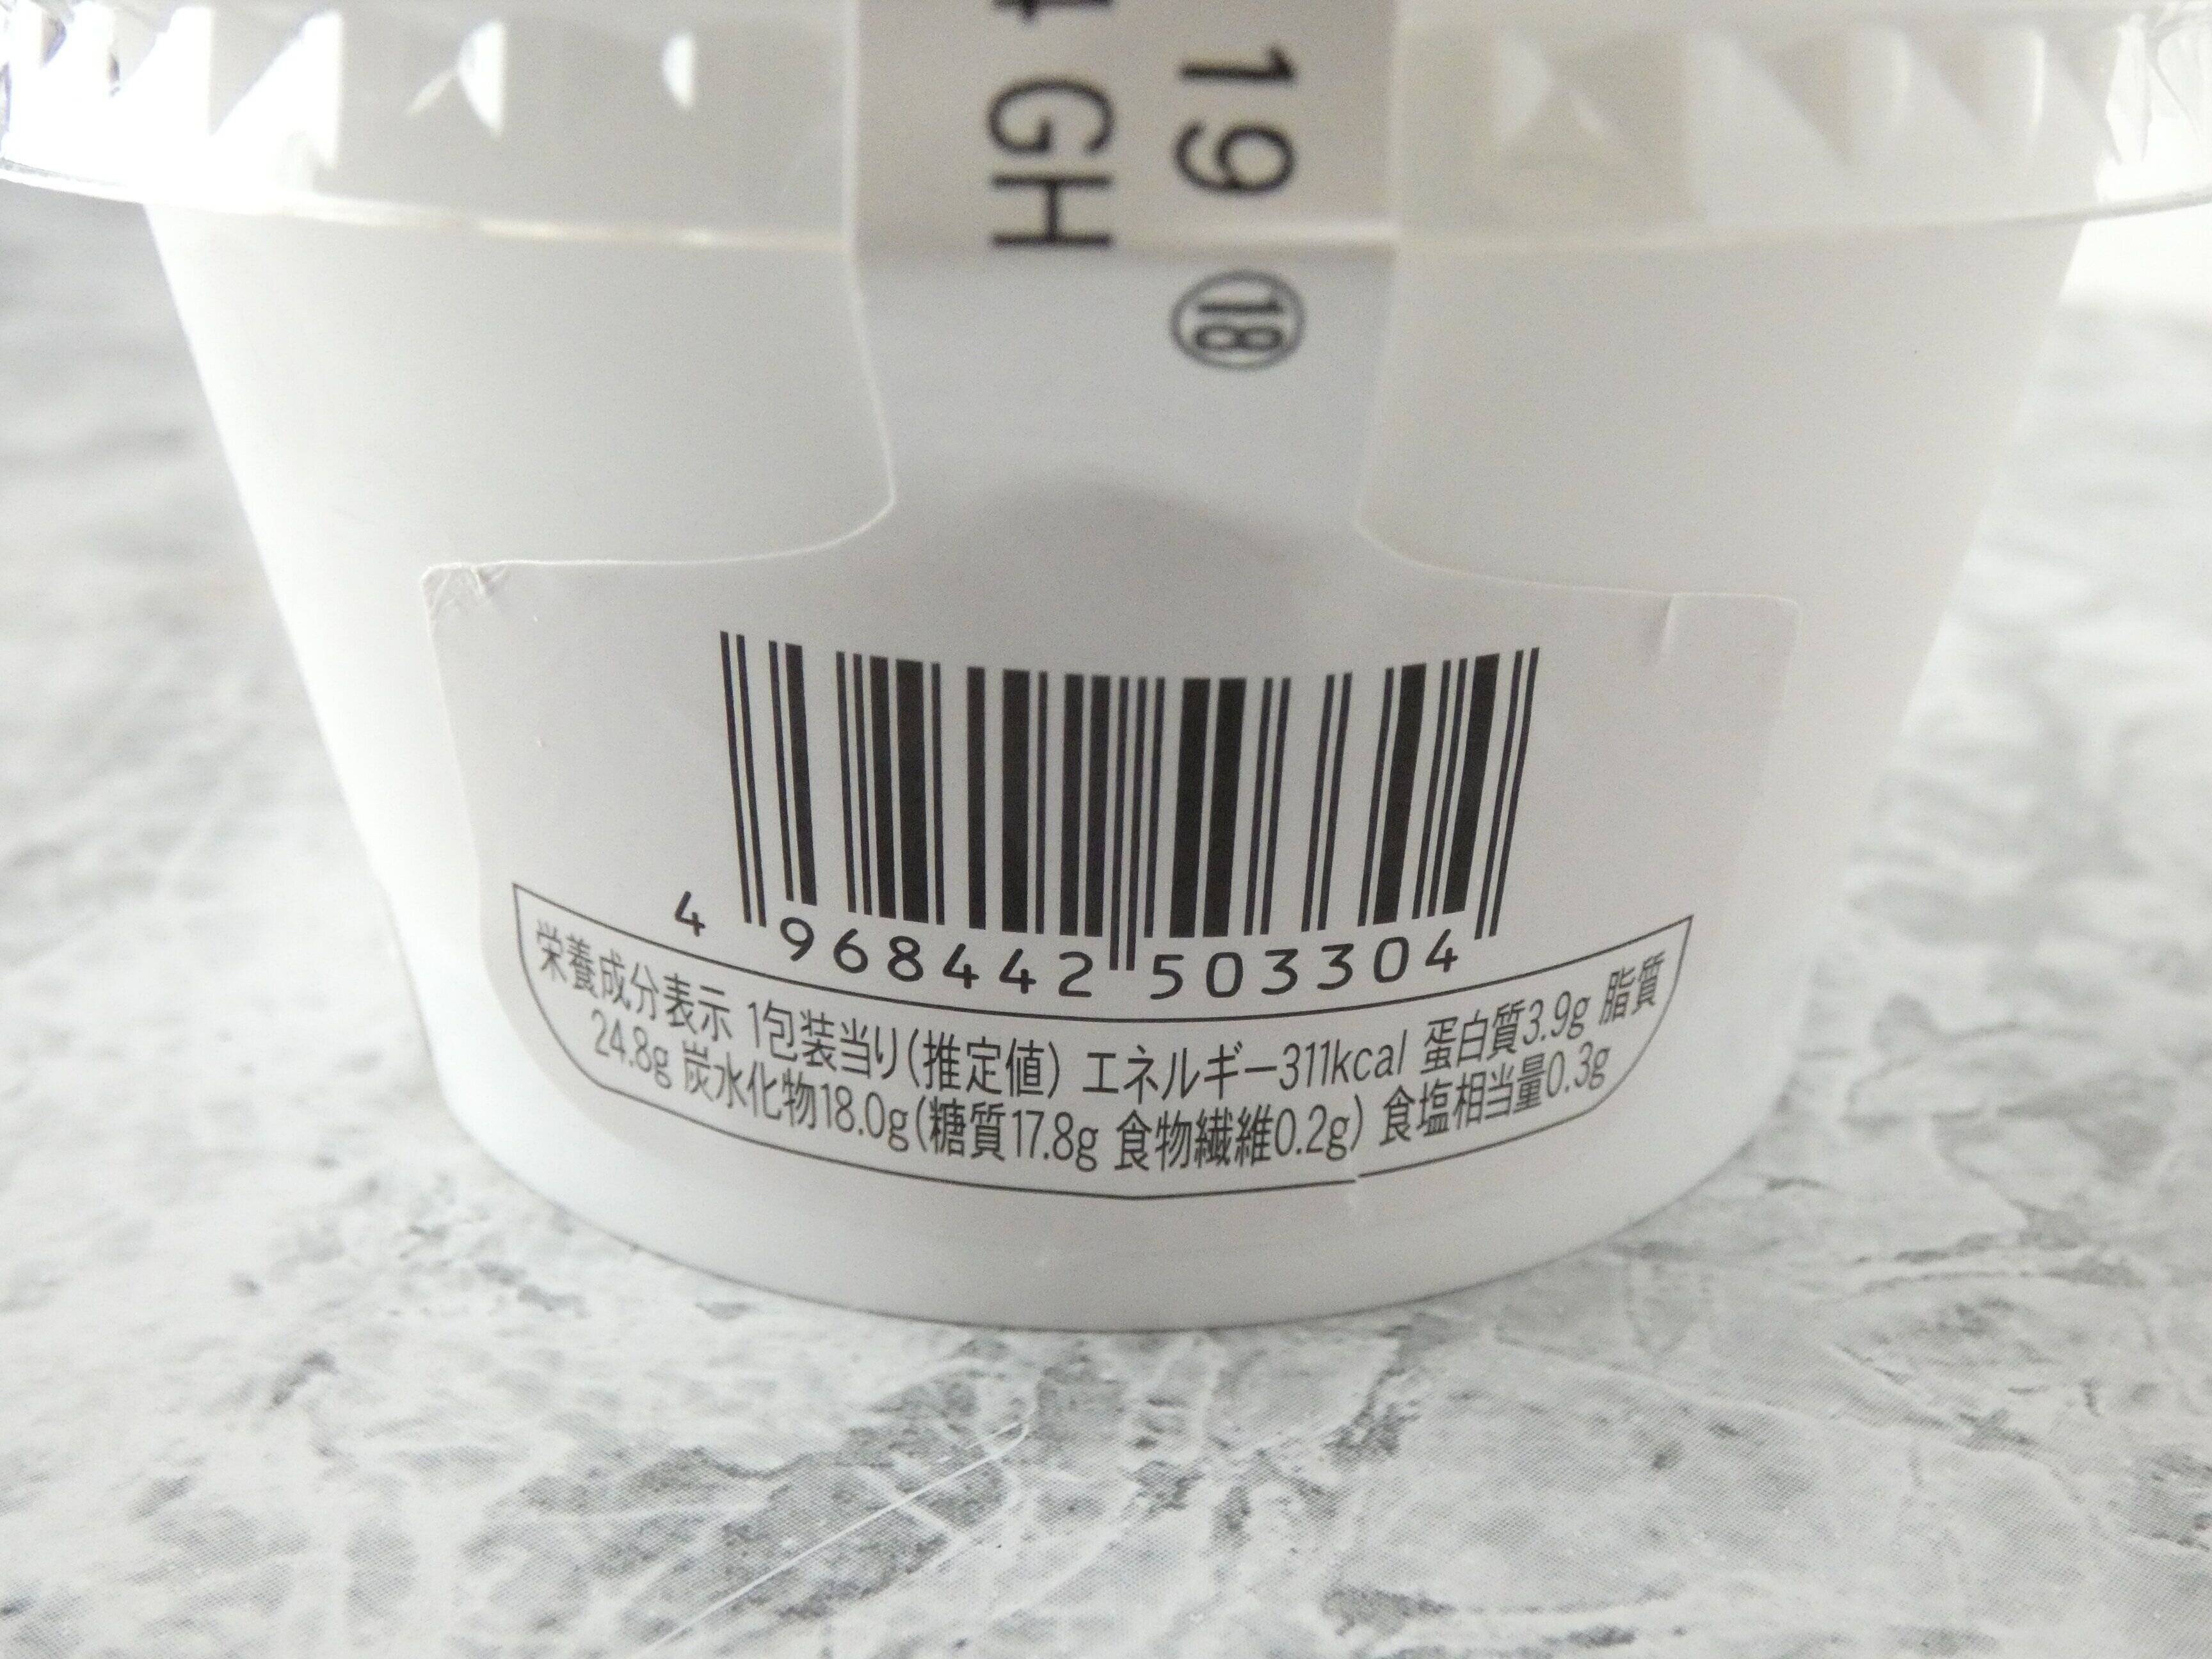 19 ⑱
4 GH
4 968442 503304
栄養成分表示 1包装当り(推定値) エネルギー311kcal 蛋白質3.9g 脂質
24.8g 炭水化物18.0g(糖質17.8g 食物繊維0.2g) 食塩相当量0.3g